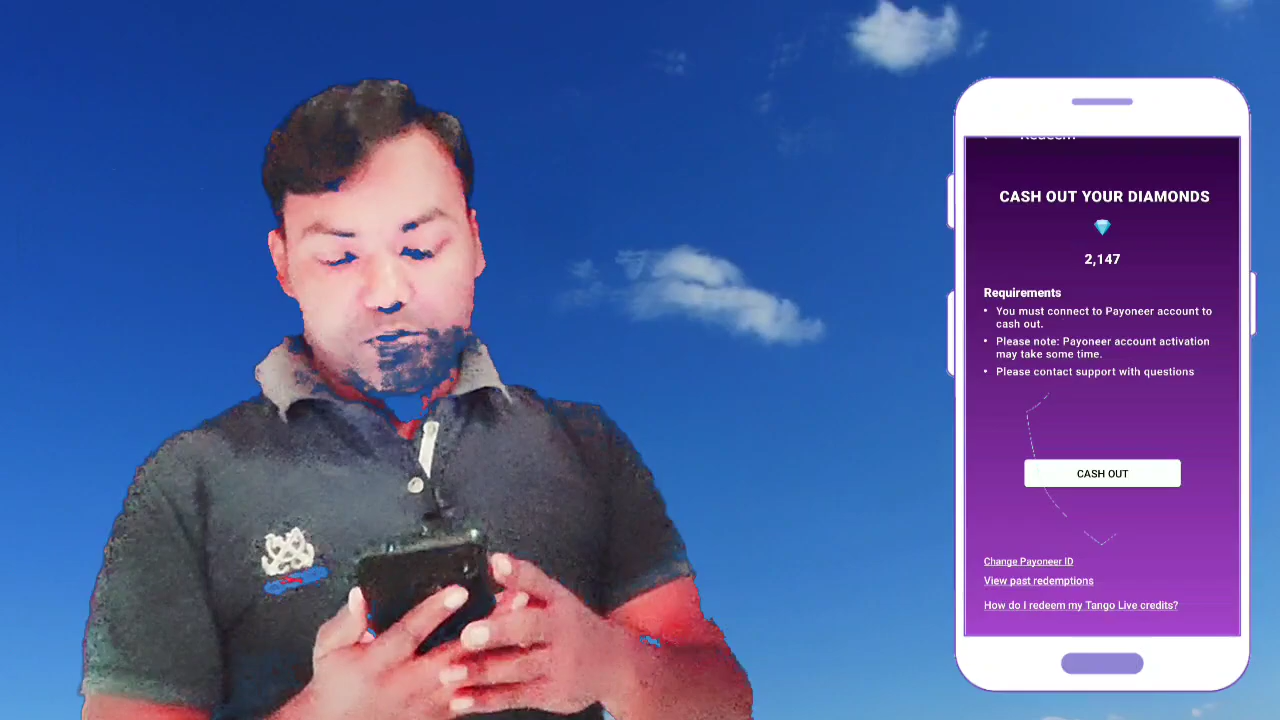 Redeem
CASH OUT YOUR DIAMONDS
2,147
Requirements
• You must connect to Payoneer account to
cash out.
• Please note: Payoneer account activation
may take some time.
• Please contact support with questions
CASH OUT
Change Payoneer ID
View past redemptions
How do I redeem my Tango Live credits?